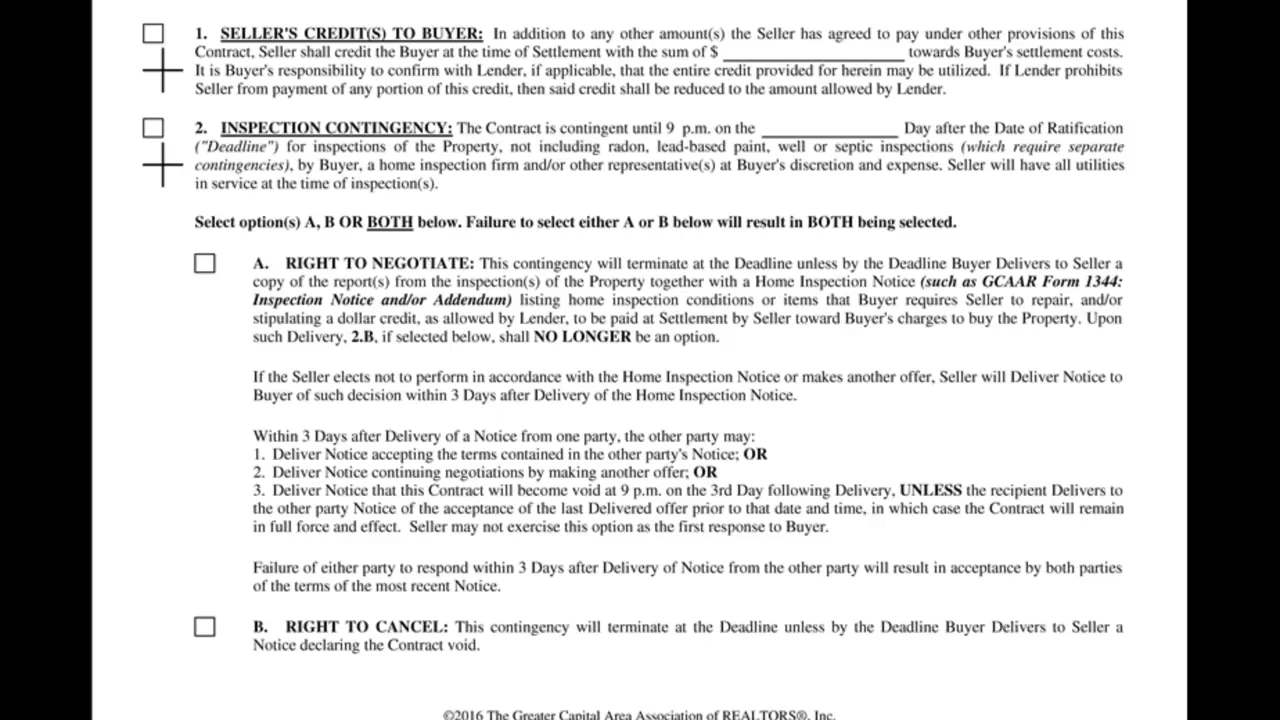 1. SELLER'S CREDIT(S) TO BUYER: In addition to any other amount(s) the Seller has agreed to pay under other provisions of this
Contract, Seller shall credit the Buyer at the time of Settlement with the sum of $ ____________________ towards Buyer's settlement costs.
It is Buyer's responsibility to confirm with Lender, if applicable, that the entire credit provided for herein may be utilized. If Lender prohibits
Seller from payment of any portion of this credit, then said credit shall be reduced to the amount allowed by Lender.
2. INSPECTION CONTINGENCY: The Contract is contingent until 9 p.m. on the _______________ Day after the Date of Ratification
("Deadline") for inspections of the Property, not including radon, lead-based paint, well or septic inspections (which require separate
contingencies), by Buyer, a home inspection firm and/or other representative(s) at Buyer's discretion and expense. Seller will have all utilities
in service at the time of inspection(s).
Select option(s) A, B OR BOTH below. Failure to select either A or B below will result in BOTH being selected.
A. RIGHT TO NEGOTIATE: This contingency will terminate at the Deadline unless by the Deadline Buyer Delivers to Seller a
copy of the report(s) from the inspection(s) of the Property together with a Home Inspection Notice (such as GCAAR Form 1344:
Inspection Notice and/or Addendum) listing home inspection conditions or items that Buyer requires Seller to repair, and/or
stipulating a dollar credit, as allowed by Lender, to be paid at Settlement by Seller toward Buyer's charges to buy the Property. Upon
such Delivery, 2.B, if selected below, shall NO LONGER be an option.
If the Seller elects not to perform in accordance with the Home Inspection Notice or makes another offer, Seller will Deliver Notice to
Buyer of such decision within 3 Days after Delivery of the Home Inspection Notice.
Within 3 Days after Delivery of a Notice from one party, the other party may:
1. Deliver Notice accepting the terms contained in the other party's Notice; OR
2. Deliver Notice continuing negotiations by making another offer; OR
3. Deliver Notice that this Contract will become void at 9 p.m. on the 3rd Day following Delivery, UNLESS the recipient Delivers to
the other party Notice of the acceptance of the last Delivered offer prior to that date and time, in which case the Contract will remain
in full force and effect. Seller may not exercise this option as the first response to Buyer.
Failure of either party to respond within 3 Days after Delivery of Notice from the other party will result in acceptance by both parties
of the terms of the most recent Notice.
B. RIGHT TO CANCEL: This contingency will terminate at the Deadline unless by the Deadline Buyer Delivers to Seller a
Notice declaring the Contract void.
©2016 The Greater Capital Area Association of REALTORS®, Inc.